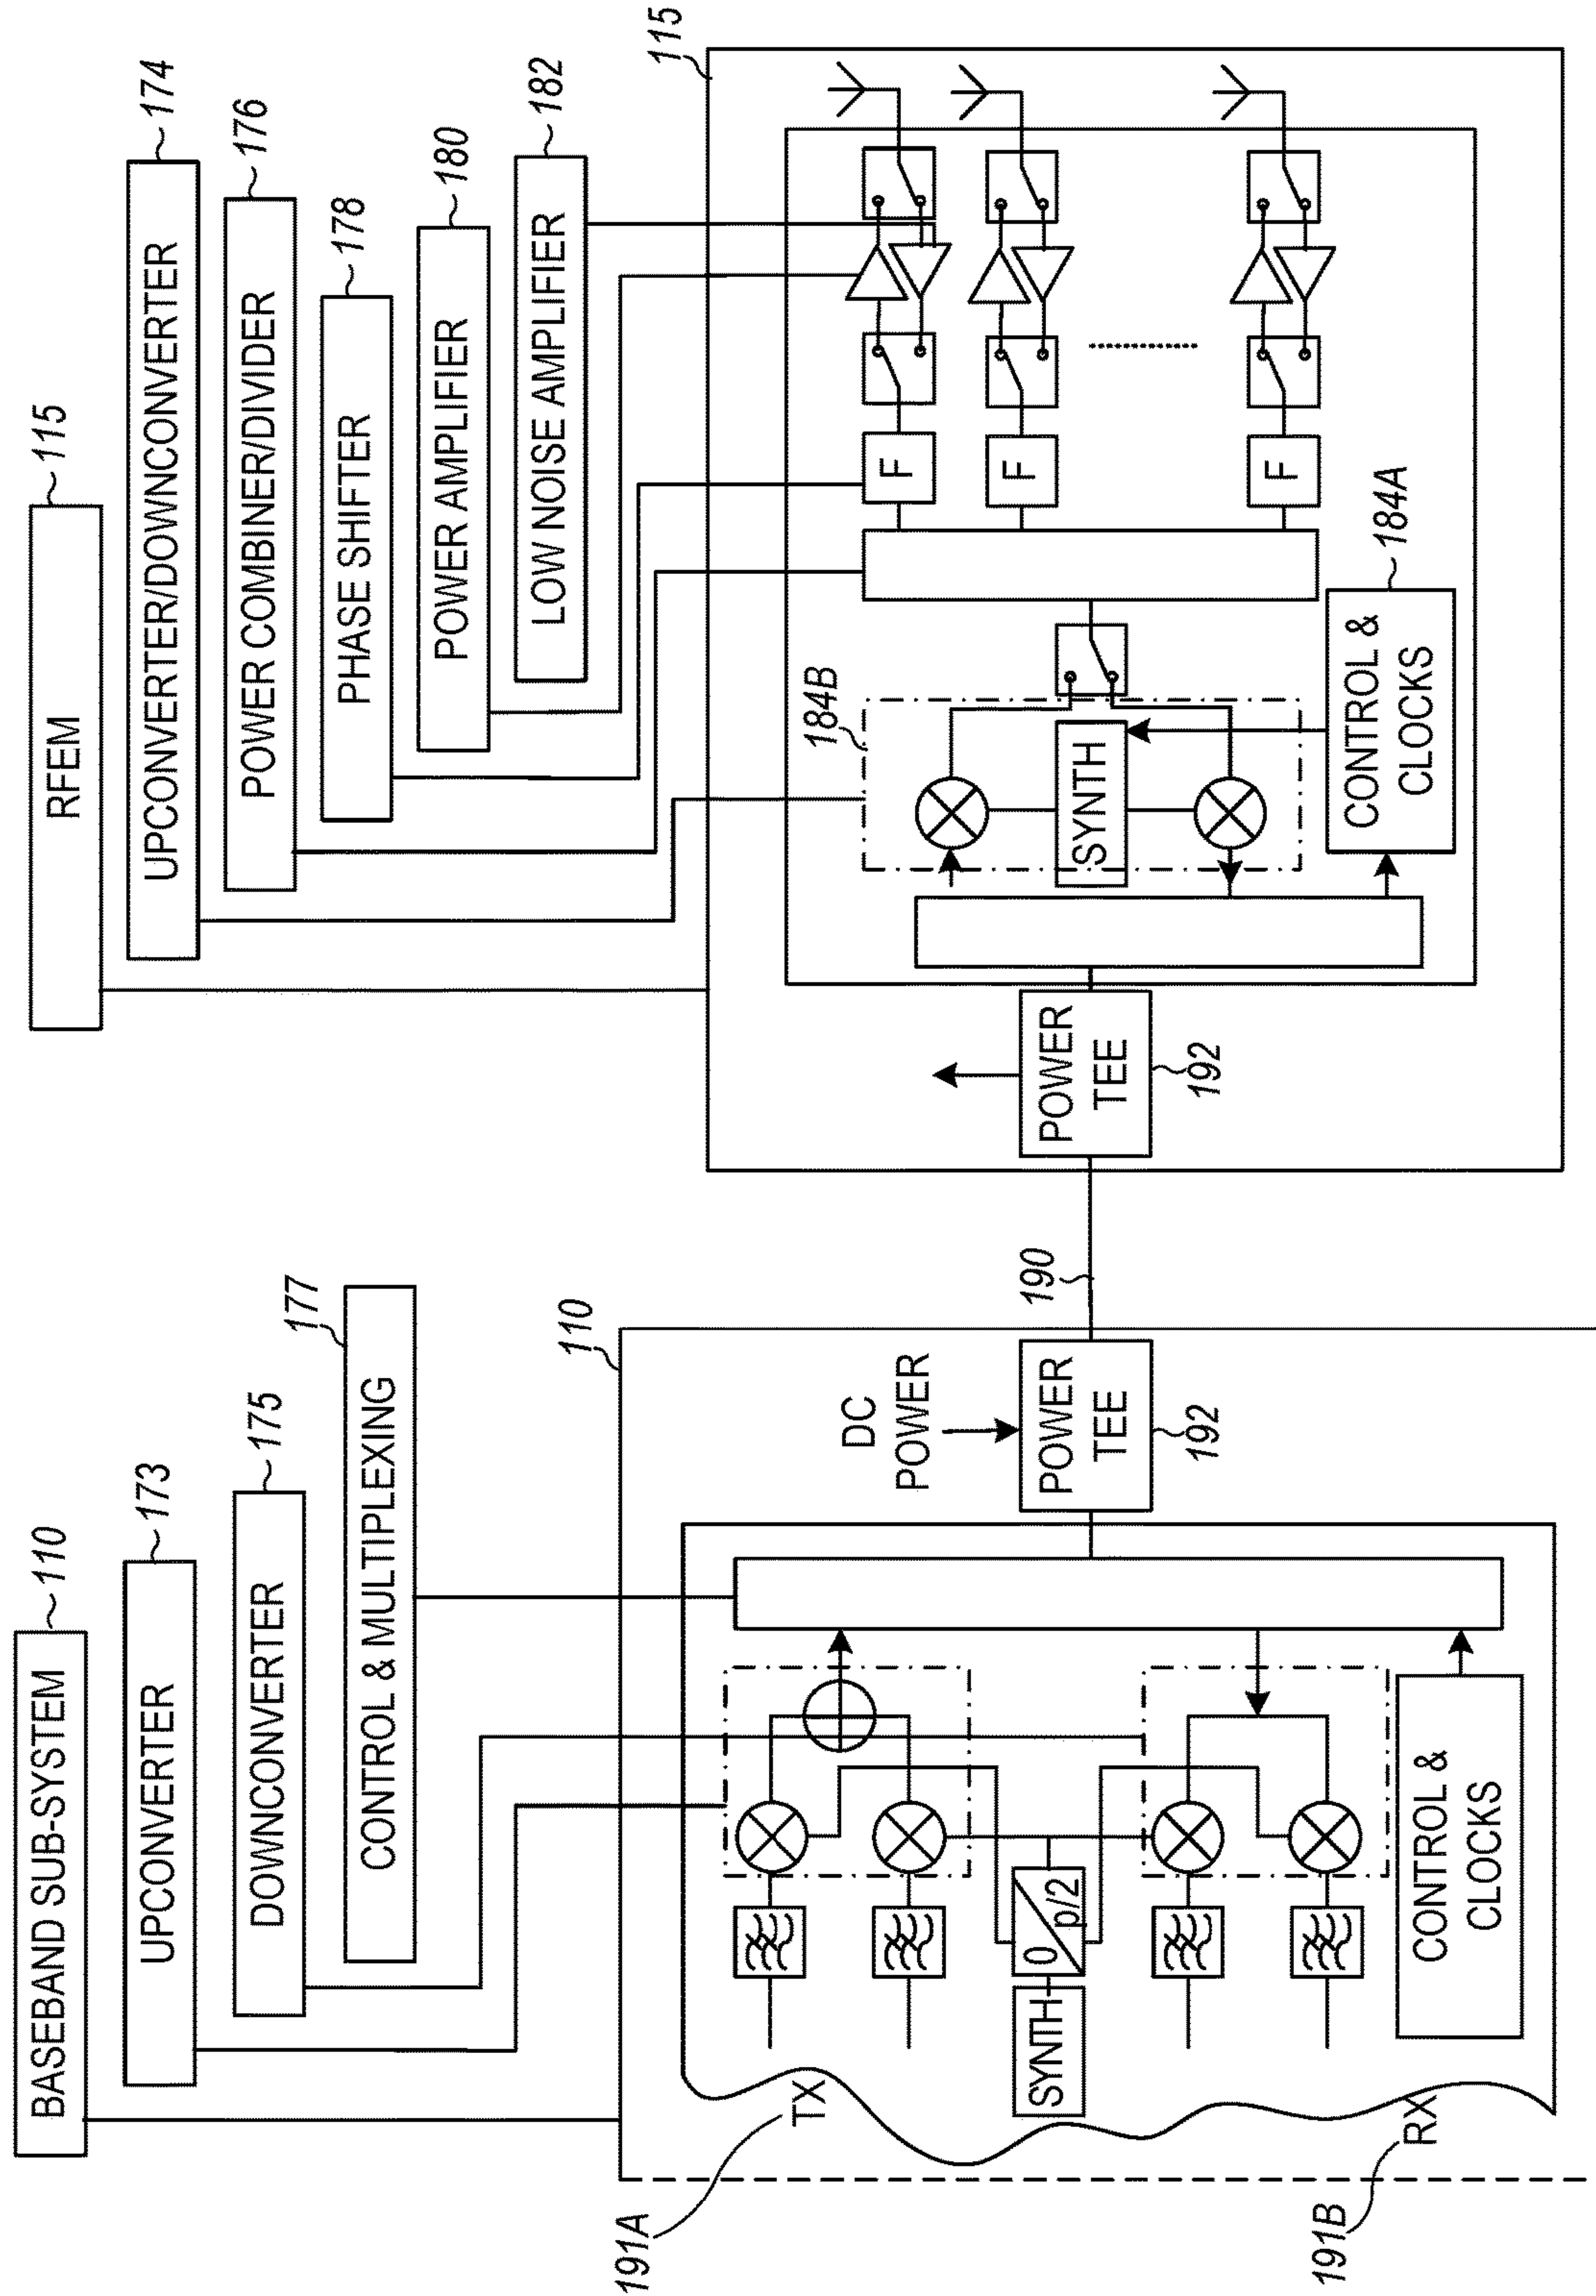 BASEBAND SUB-SYSTEM
110
UPCONVERTER
173
DOWNCONVERTER
175
CONTROL & MULTIPLEXING
177
RFEM
115
UPCONVERTER/DOWNCONVERTER
174
POWER COMBINER/DIVIDER
176
PHASE SHIFTER
178
POWER AMPLIFIER
180
LOW NOISE AMPLIFIER
182
110
DC
POWER
POWER
TEE
192
190
191A
TX
SYNTH
0
p/2
191B
RX
CONTROL &
CLOCKS
115
POWER
TEE
192
184B
SYNTH
CONTROL &
CLOCKS
184A
F
F
F